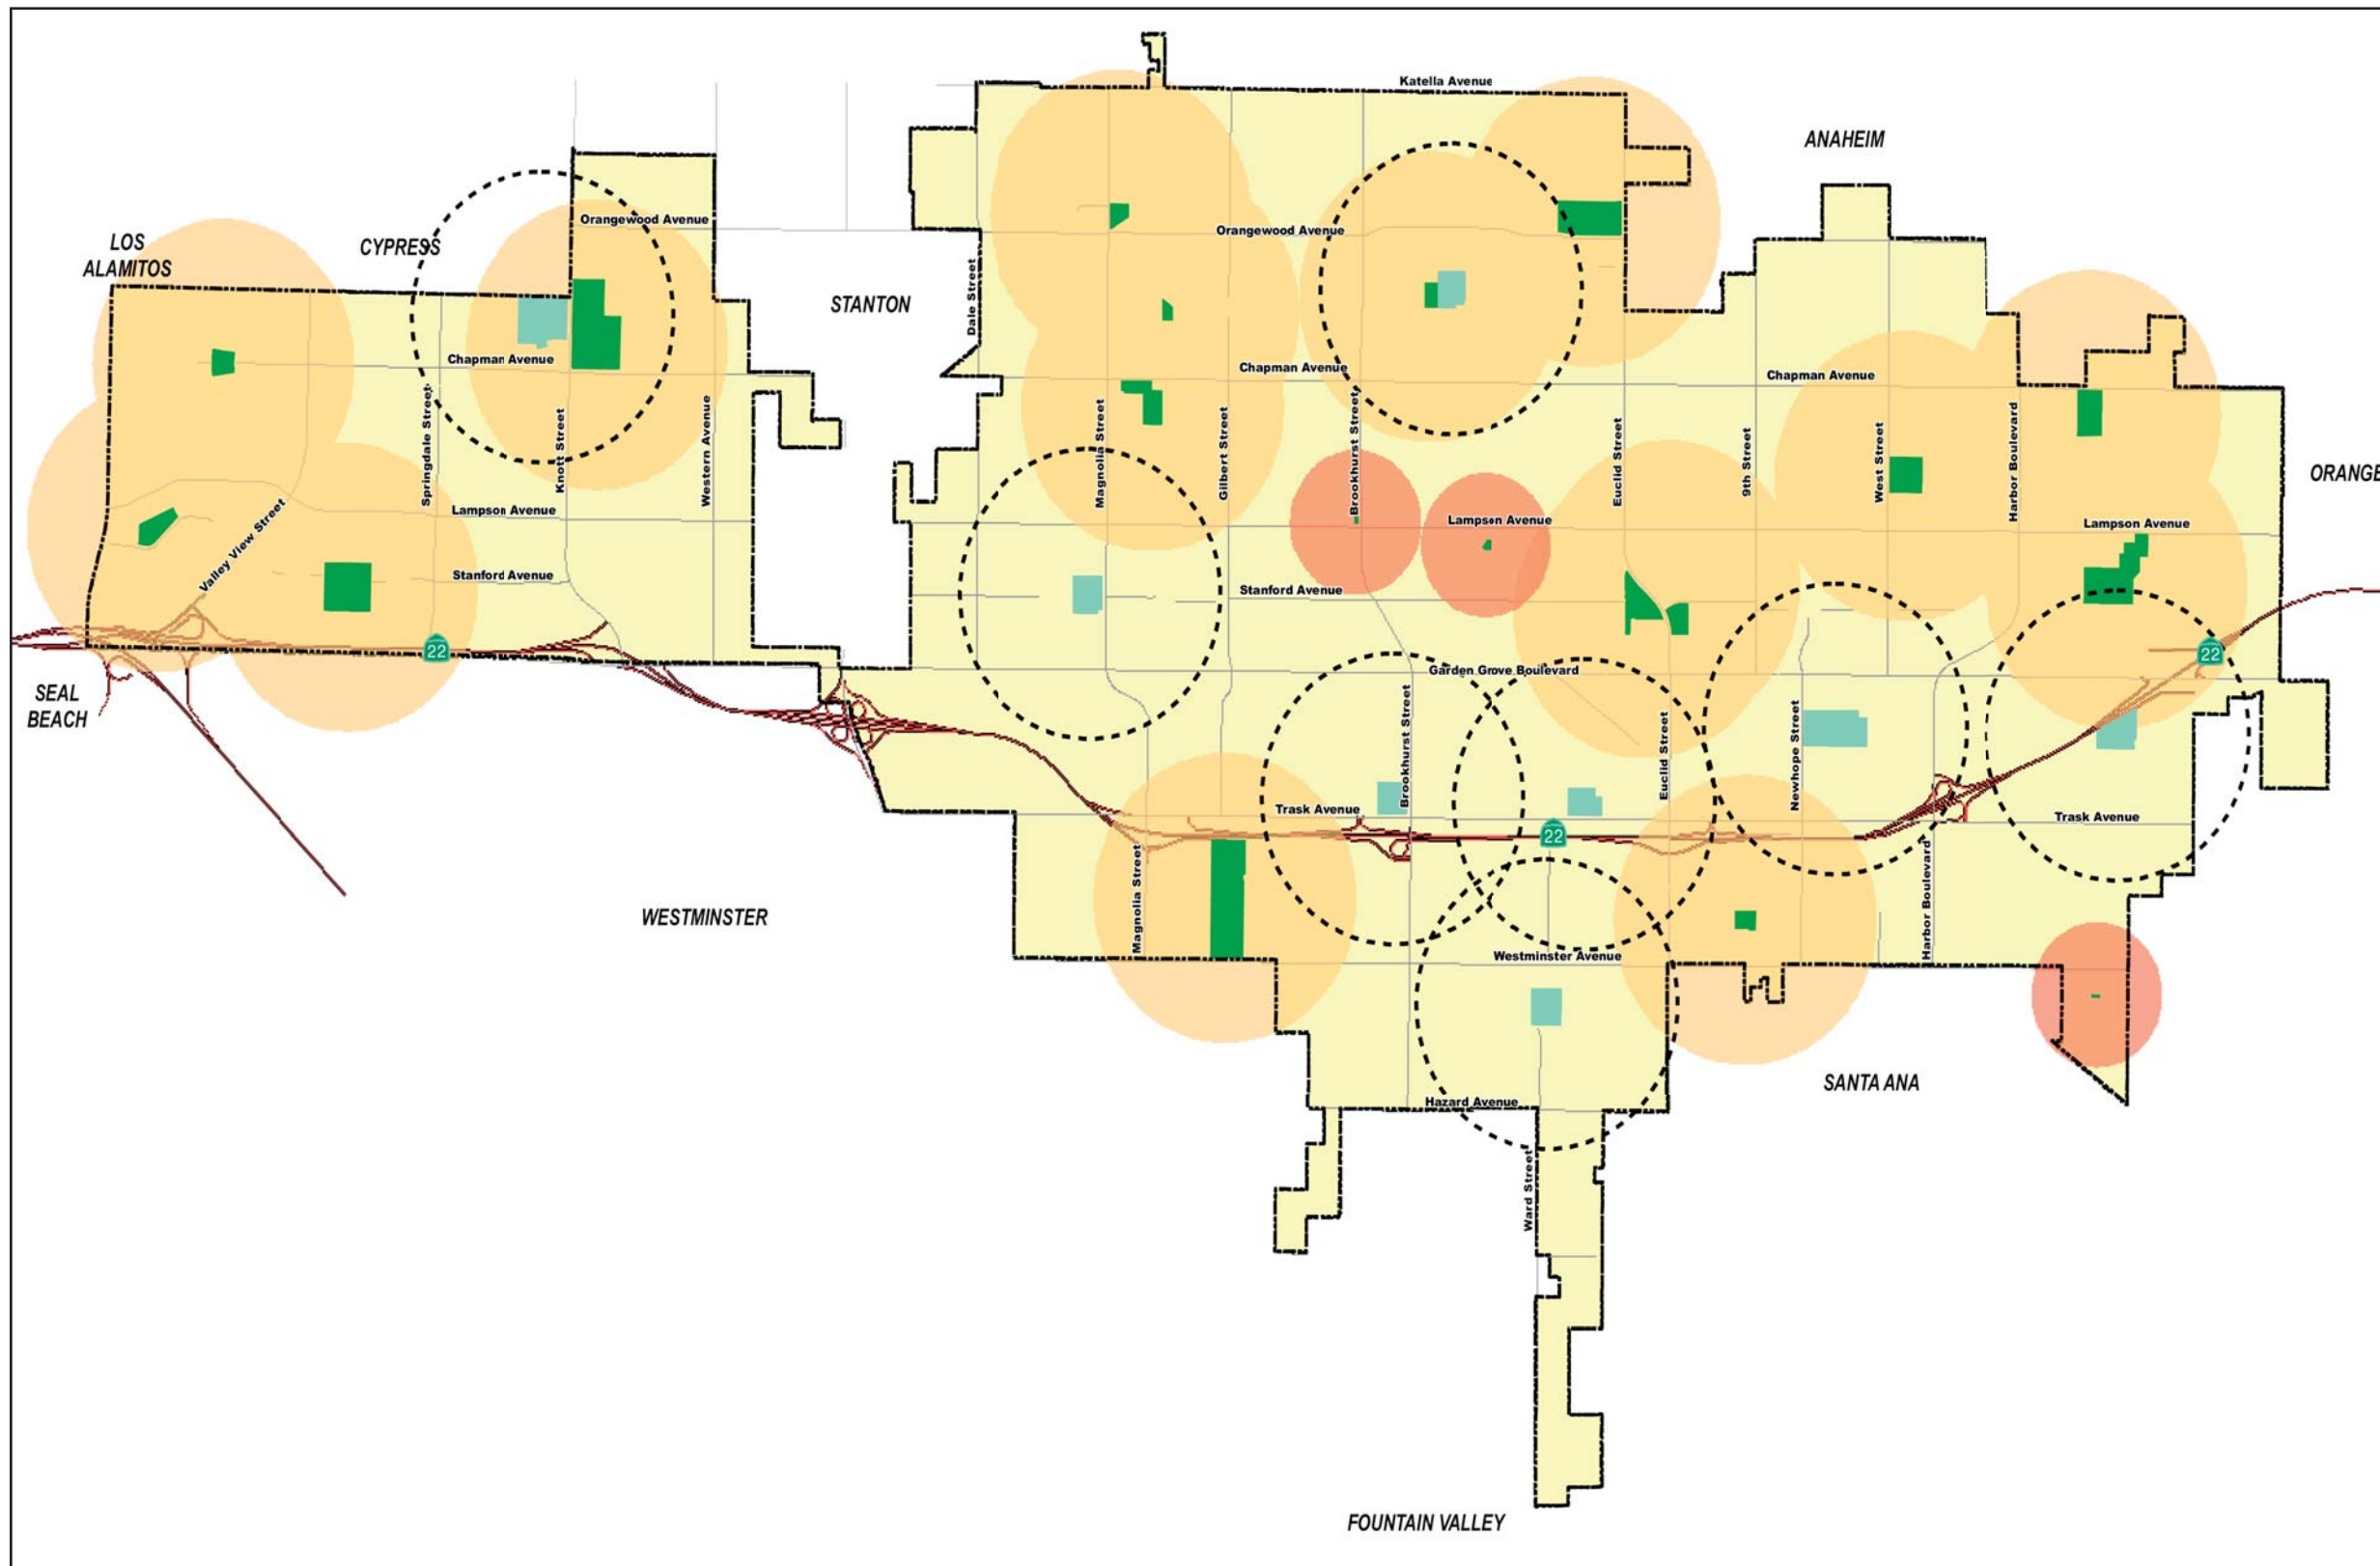 Katella Avenue
ANAHEIM
Orangewood Avenue
Orangewood Avenue
LOS
ALAMITOS
CYPRESS
STANTON
Dale Street
Chapman Avenue
Chapman Avenue
Chapman Avenue
Springdale Street
Knott Street
Western Avenue
Magnolia Street
Gilbert Street
Brookhurst Street
Euclid Street
9th Street
West Street
Harbor Boulevard
ORANGE
Lampson Avenue
Lampson Avenue
Lampson Avenue
Valley View Street
Stanford Avenue
Stanford Avenue
22
22
SEAL
BEACH
Garden Grove Boulevard
Brookhurst Street
Euclid Street
Newhope Street
Trask Avenue
Trask Avenue
22
Magnolia Street
Harbor Boulevard
WESTMINSTER
Westminster Avenue
SANTA ANA
Hazard Avenue
Ward Street
FOUNTAIN VALLEY